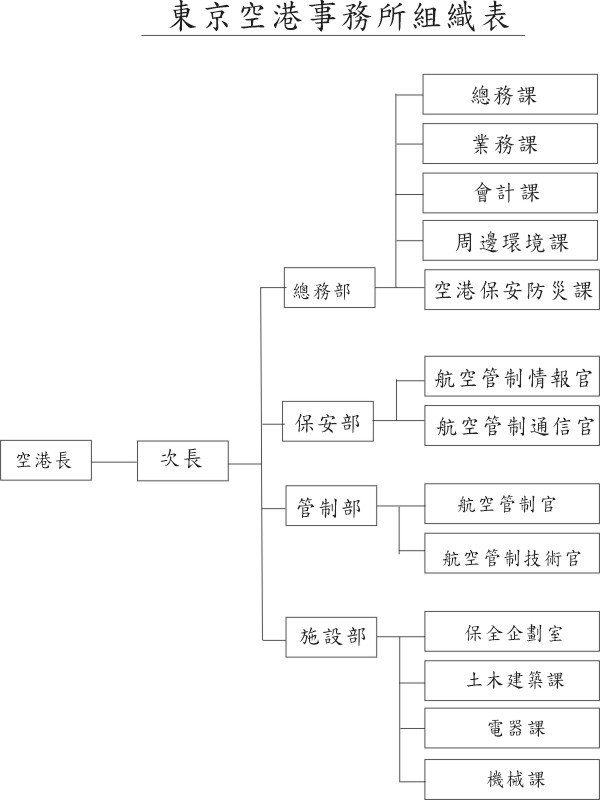 東京空港事務所組織表
空港長
次長
總務部
總務課
業務課
會計課
周邊環境課
空港保安防災課
保安部
航空管制情報官
航空管制通信官
管制部
航空管制官
航空管制技術官
施設部
保全企劃室
土木建築課
電器課
機械課